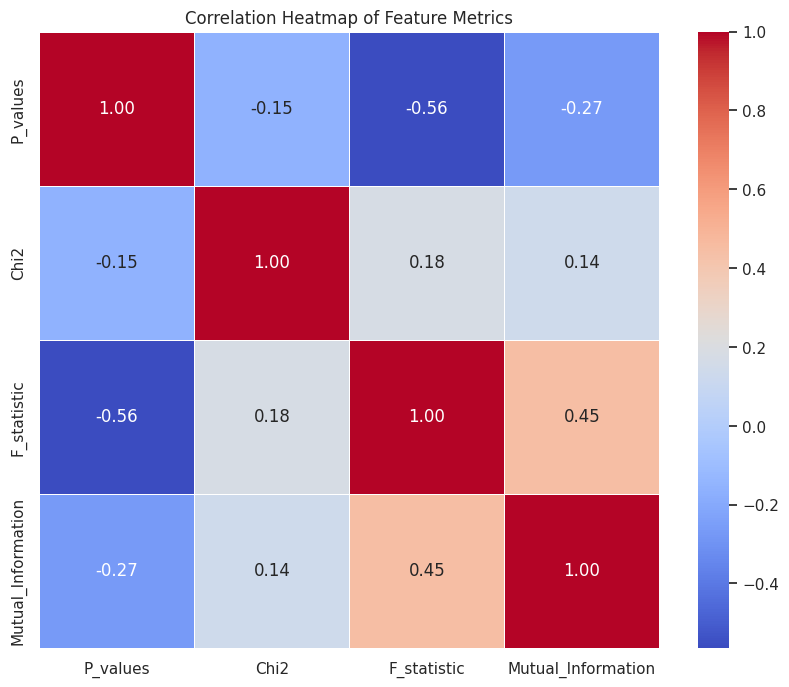 Correlation Heatmap of Feature Metrics
P_values
1.00
-0.15
-0.56
-0.27
Chi2
-0.15
1.00
0.18
0.14
F_statistic
-0.56
0.18
1.00
0.45
Mutual_Information
-0.27
0.14
0.45
1.00
P_values
Chi2
F_statistic
Mutual_Information
1.0
0.8
0.6
0.4
0.2
0.0
−0.2
−0.4